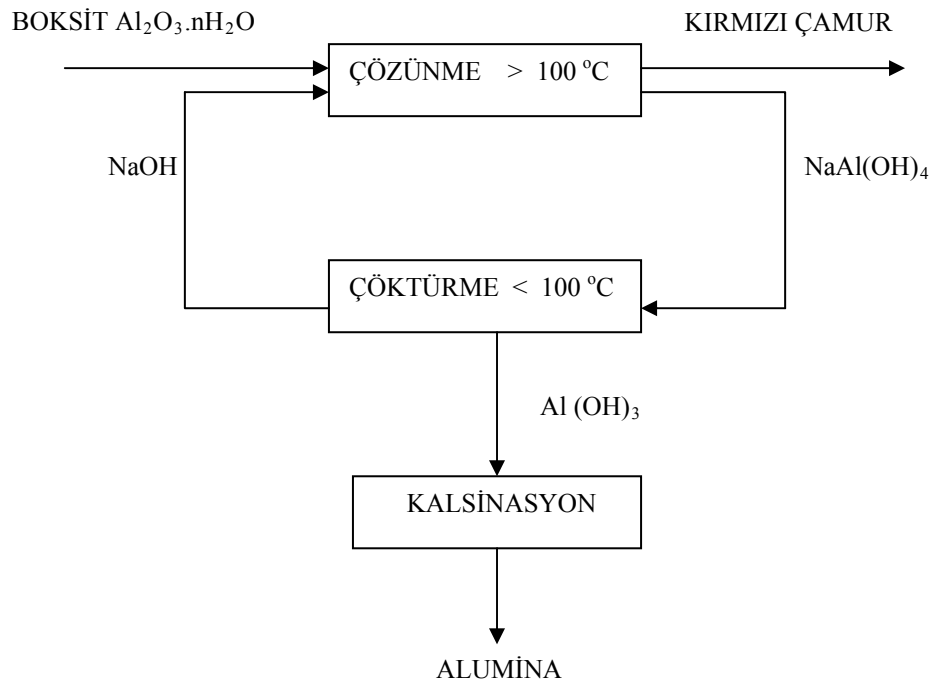 BOKSİT Al₂O₃.nH₂O
KIRMIZI ÇAMUR
ÇÖZÜNME > 100 ºC
NaOH
NaAl(OH)₄
ÇÖKTÜRME < 100 ºC
Al (OH)₃
KALSİNASYON
ALUMİNA